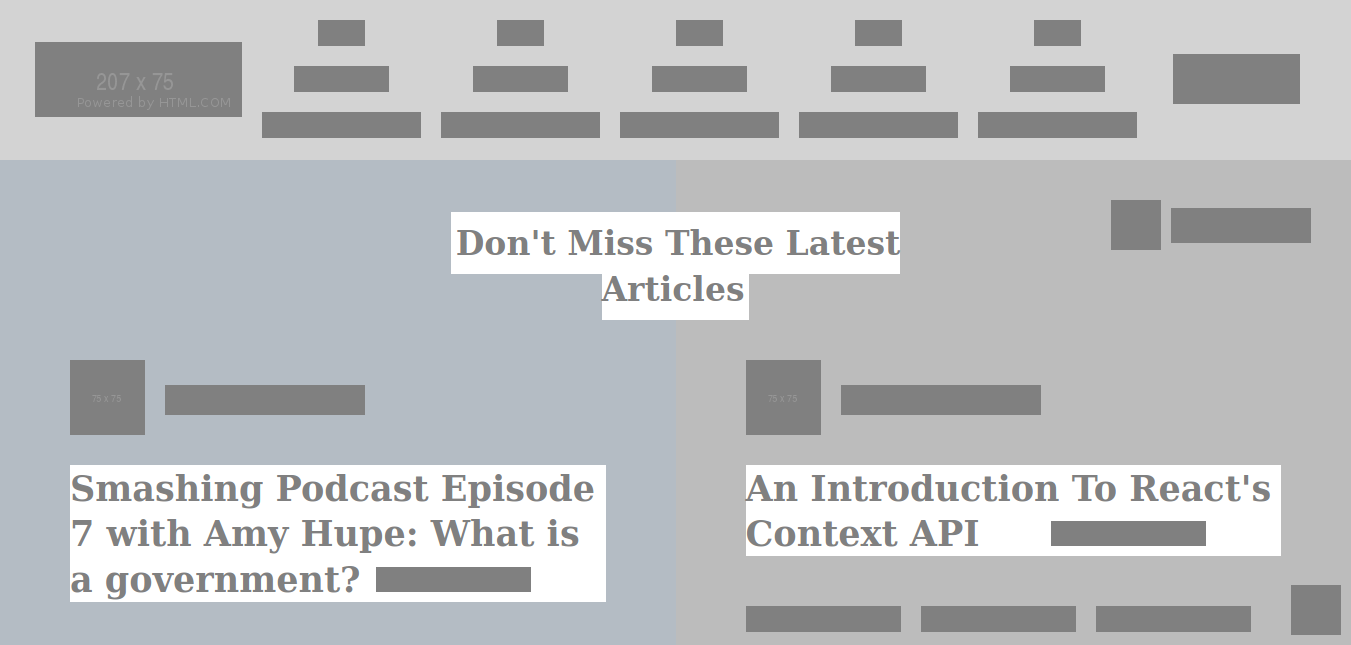 207 x 75
Powered by HTML.COM
Don't Miss These Latest
Articles
75 x 75
75 x 75
Smashing Podcast Episode
7 with Amy Hupe: What is
a government?
An Introduction To React's
Context API